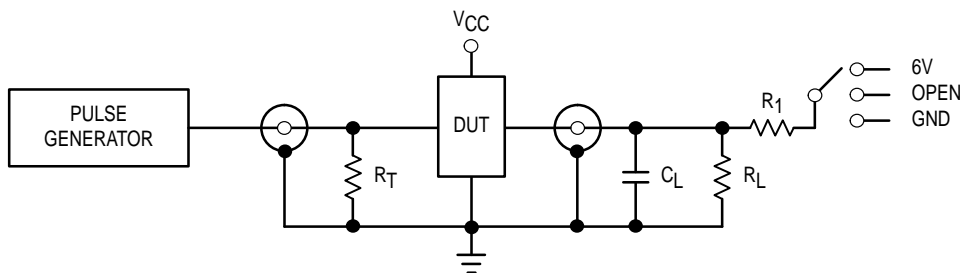 VCC
PULSE
GENERATOR
RT
DUT
CL
RL
R1
6V
OPEN
GND